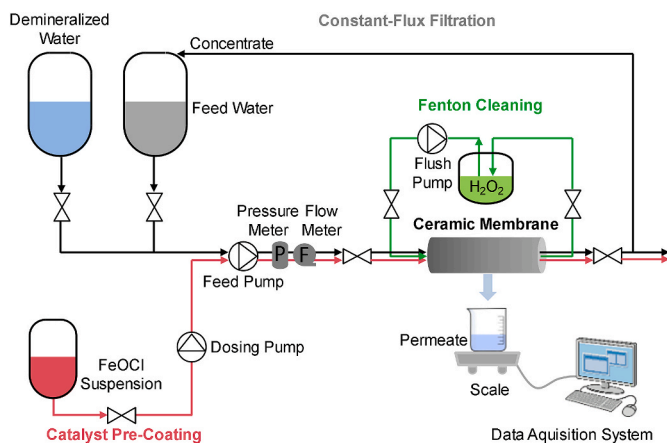 Demineralized
Water
Constant-Flux Filtration
Concentrate
Feed Water
Fenton Cleaning
Flush
Pump
H₂O₂
Pressure
Meter
Flow
Meter
Ceramic Membrane
P
F
Feed Pump
FeOCl
Suspension
Dosing Pump
Catalyst Pre-Coating
Permeate
Scale
Data Aquisition System